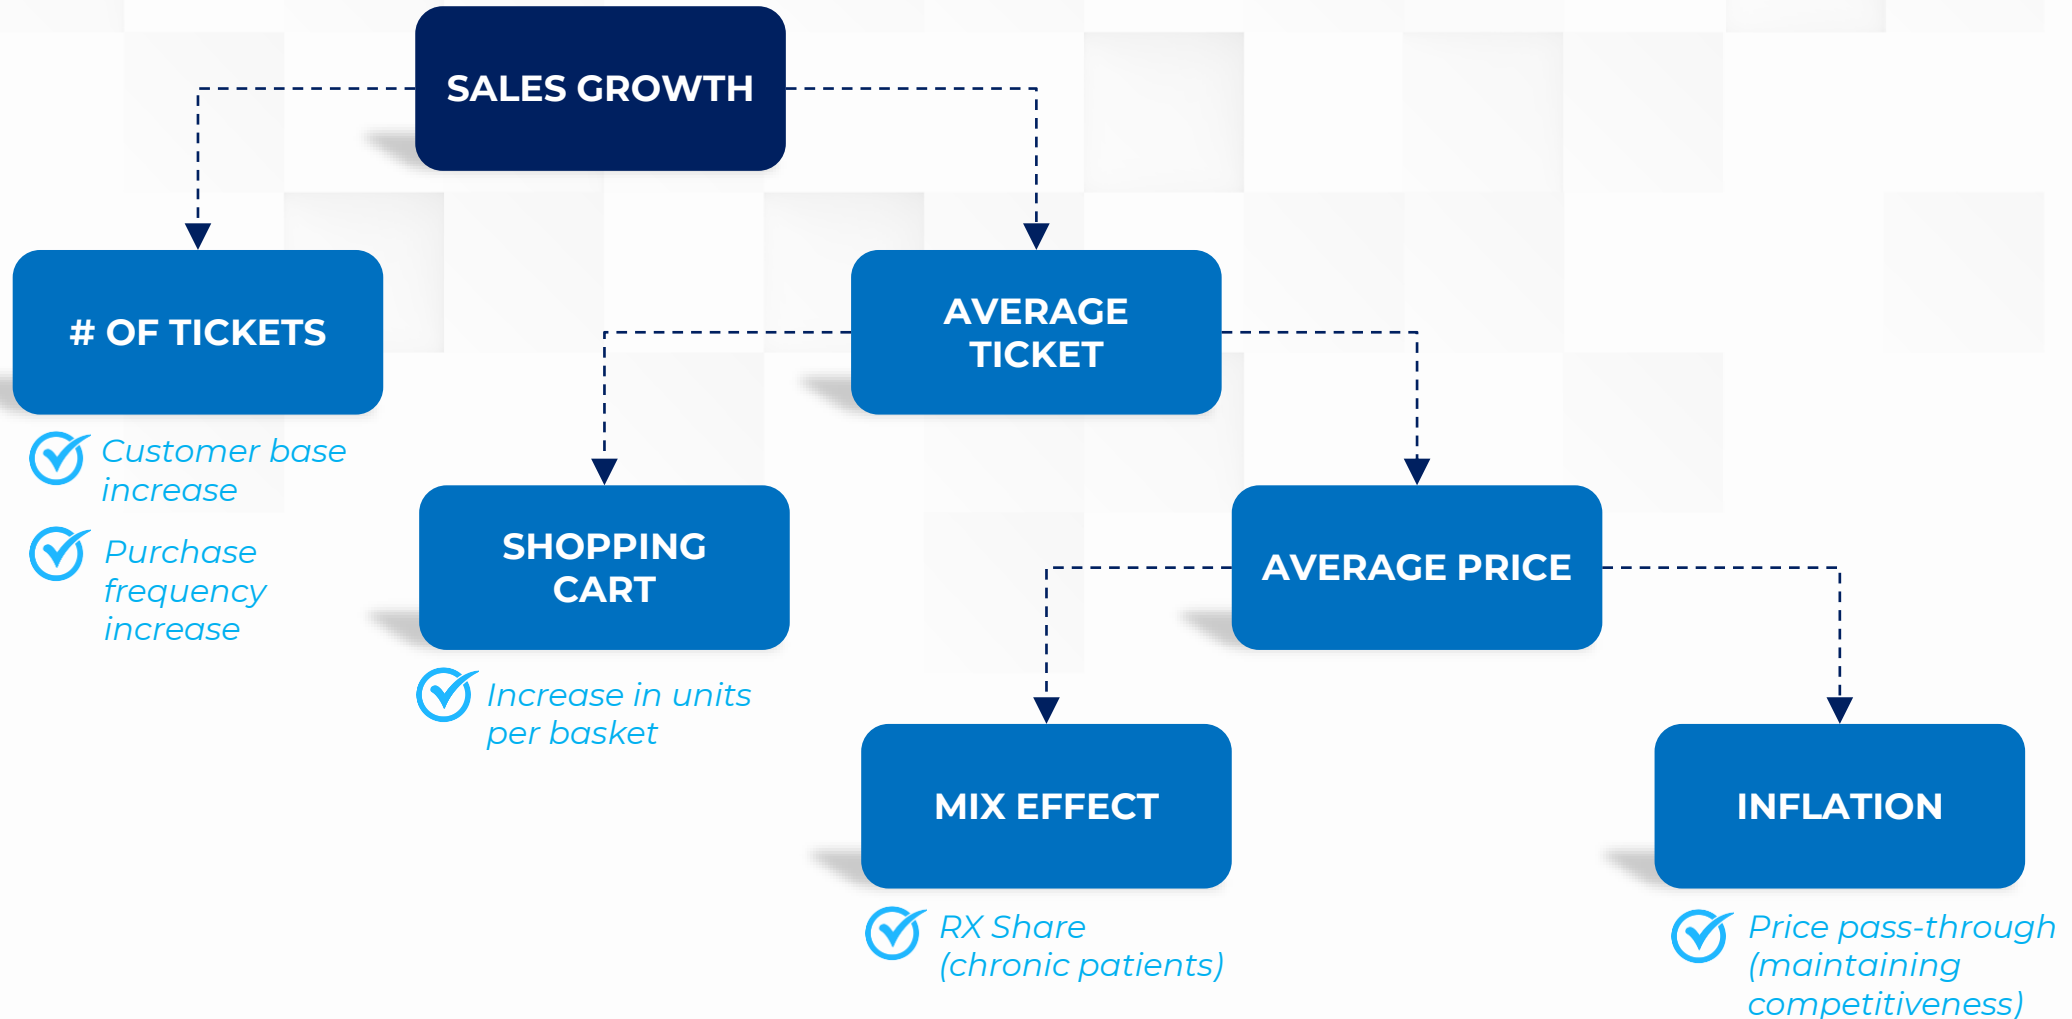 SALES GROWTH
# OF TICKETS
Customer base
increase
Purchase
frequency
increase
AVERAGE
TICKET
SHOPPING
CART
Increase in units
per basket
AVERAGE PRICE
MIX EFFECT
RX Share
(chronic patients)
INFLATION
Price pass-through
(maintaining
competitiveness)